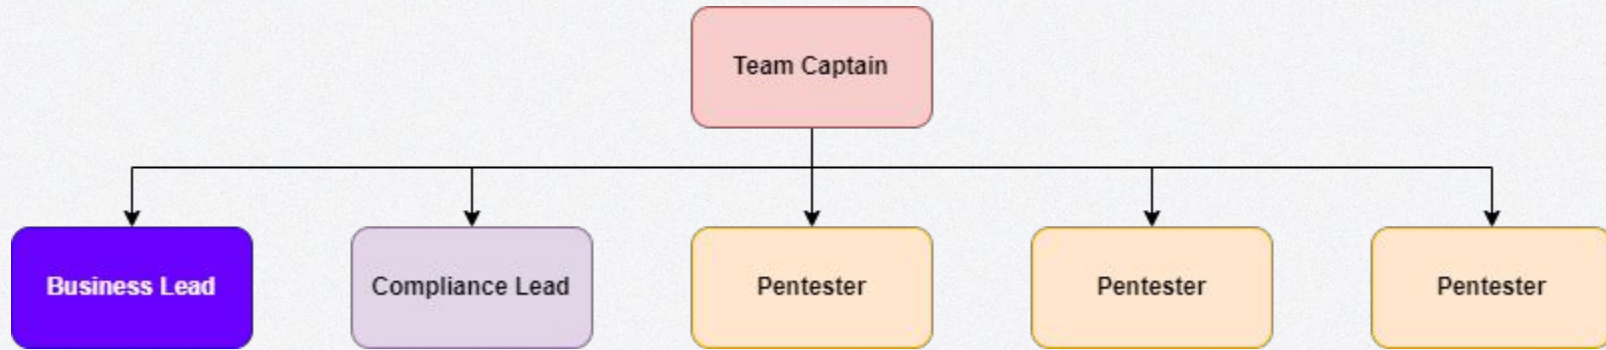 Team Captain
Business Lead
Compliance Lead
Pentester
Pentester
Pentester